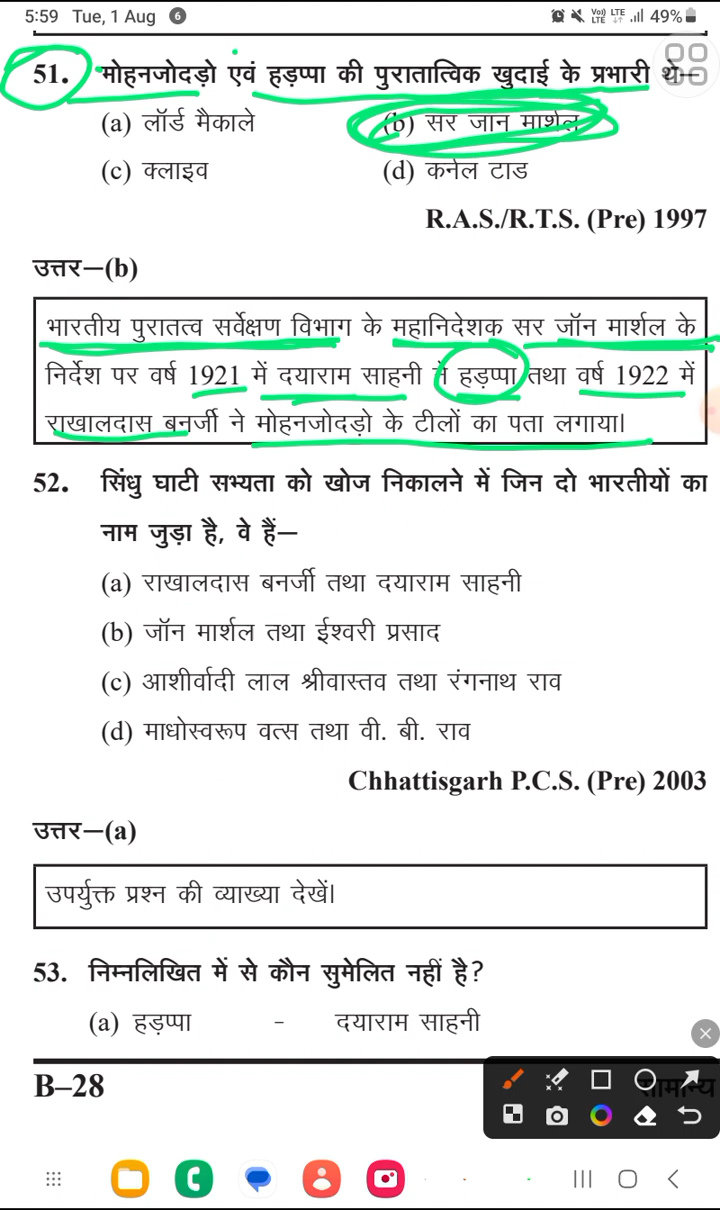 5:59 Tue, 1 Aug 6 Vo) LTE LTE 49%
51. मोहनजोदड़ो एवं हड़प्पा की पुरातात्विक खुदाई के प्रभारी थे—
(a) लॉर्ड मैकाले (b) सर जान मार्शल
(c) क्लाइव (d) कर्नल टाड
R.A.S./R.T.S. (Pre) 1997
उत्तर—(b)
भारतीय पुरातत्व सर्वेक्षण विभाग के महानिदेशक सर जॉन मार्शल के
निर्देश पर वर्ष 1921 में दयाराम साहनी ने हड़प्पा तथा वर्ष 1922 में
राखालदास बनर्जी ने मोहनजोदड़ो के टीलों का पता लगाया।
52. सिंधु घाटी सभ्यता को खोज निकालने में जिन दो भारतीयों का
नाम जुड़ा है, वे हैं—
(a) राखालदास बनर्जी तथा दयाराम साहनी
(b) जॉन मार्शल तथा ईश्वरी प्रसाद
(c) आशीर्वादी लाल श्रीवास्तव तथा रंगनाथ राव
(d) माधोस्वरूप वत्स तथा वी. बी. राव
Chhattisgarh P.C.S. (Pre) 2003
उत्तर—(a)
उपर्युक्त प्रश्न की व्याख्या देखें।
53. निम्नलिखित में से कौन सुमेलित नहीं है?
(a) हड़प्पा - दयाराम साहनी
B–28 सामान्य